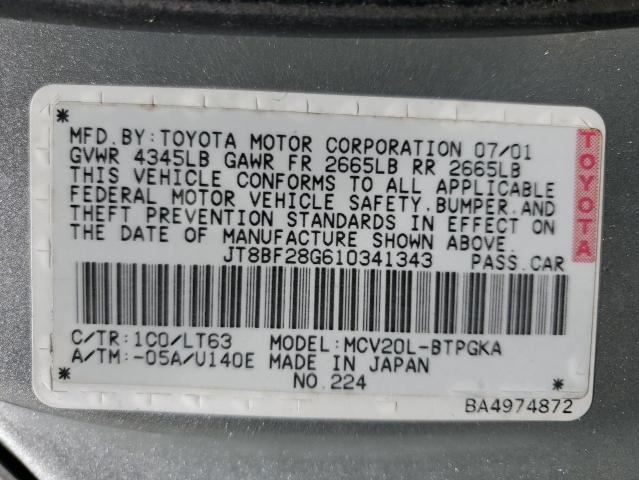 MFD.BY:TOYOTA MOTOR CORPORATION 07/01
GVWR 4345LB GAWR FR 2665LB RR 2665LB
THIS VEHICLE CONFORMS TO ALL APPLICABLE
FEDERAL MOTOR VEHICLE SAFETY,BUMPER,AND
THEFT PREVENTION STANDARDS IN EFFECT ON
THE DATE OF MANUFACTURE SHOWN ABOVE.
JT8BF28G610341343 PASS.CAR
C/TR:1C0/LT63 MODEL:MCV20L-BTPGKA
A/TM:-05A/U140E MADE IN JAPAN
NO.224
BA4974872
TOYOTA